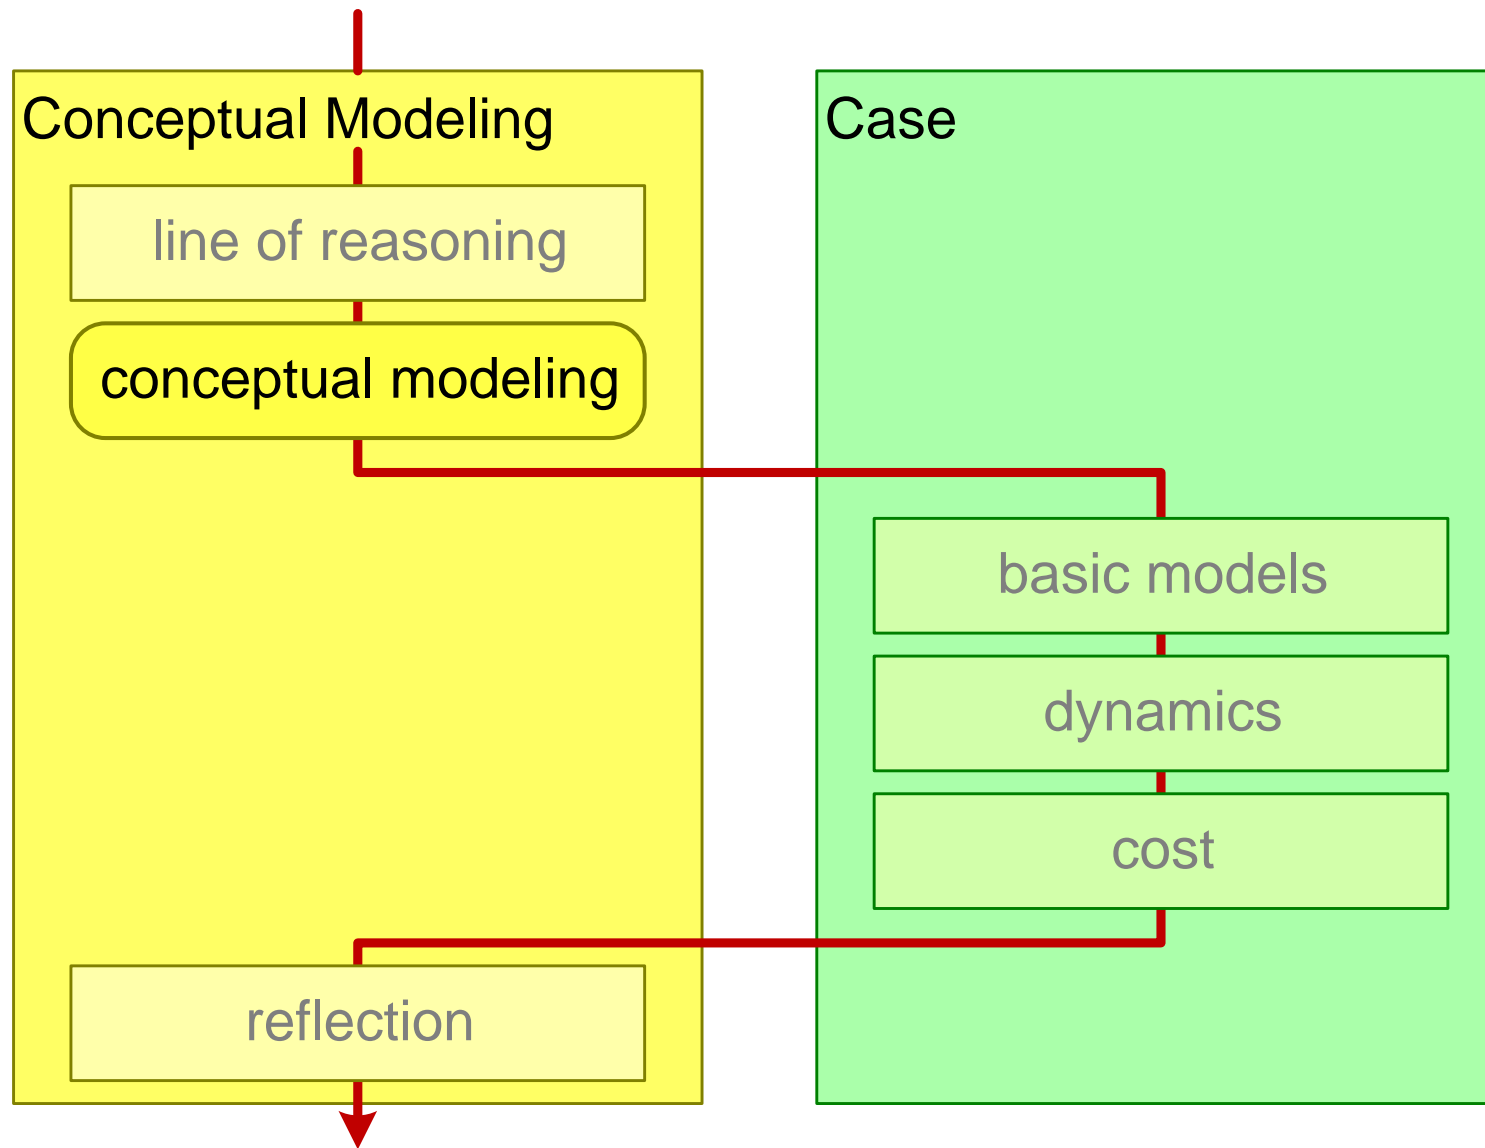 Conceptual Modeling
line of reasoning
conceptual modeling
reflection
Case
basic models
dynamics
cost